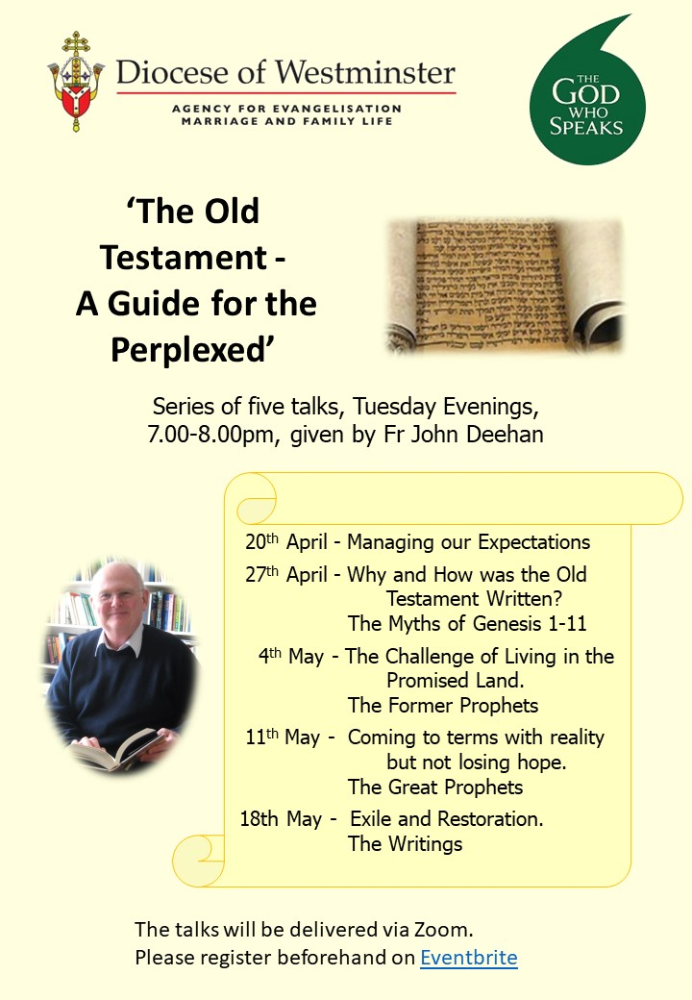 Diocese of Westminster
AGENCY FOR EVANGELISATION
MARRIAGE AND FAMILY LIFE
THE
GOD
WHO
SPEAKS
‘The Old
Testament -
A Guide for the
Perplexed’
Series of five talks, Tuesday Evenings,
7.00-8.00pm, given by Fr John Deehan
20th April - Managing our Expectations
27th April - Why and How was the Old
Testament Written?
The Myths of Genesis 1-11
4th May - The Challenge of Living in the
Promised Land.
The Former Prophets
11th May - Coming to terms with reality
but not losing hope.
The Great Prophets
18th May - Exile and Restoration.
The Writings
The talks will be delivered via Zoom.
Please register beforehand on Eventbrite